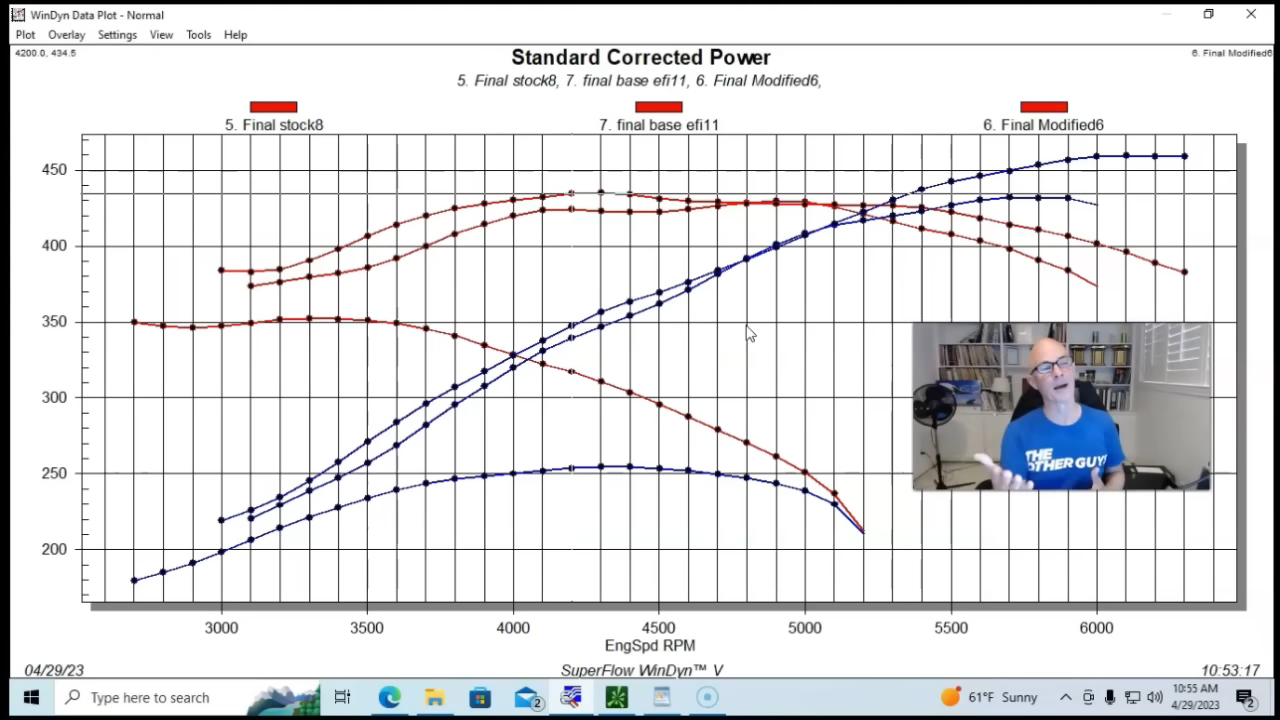 WinDyn Data Plot - Normal
Plot Overlay Settings View Tools Help
4200.0, 434.5
6. Final Modified6
Standard Corrected Power
5. Final stock8, 7. final base efi11, 6. Final Modified6,
5. Final stock8
7. final base efi11
6. Final Modified6
450
400
350
300
250
200
THE
OTHER GUY
3000 3500 4000 4500 5000 5500 6000
EngSpd RPM
04/29/23
SuperFlow WinDyn™ V
10:53:17
Type here to search
2
61°F Sunny
10:55 AM
4/29/2023
2